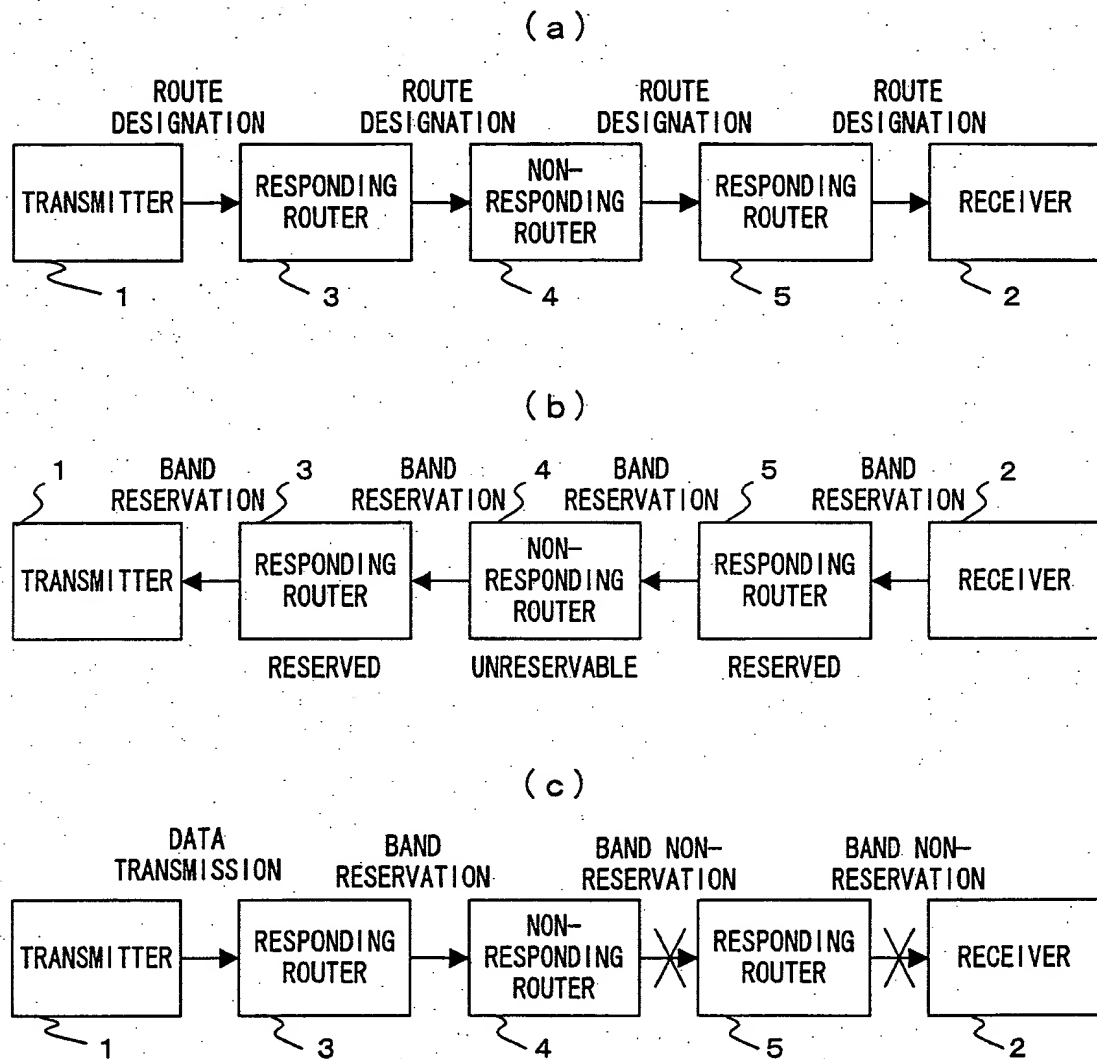 (a)
ROUTE DESIGNATION
ROUTE DESIGNATION
ROUTE DESIGNATION
ROUTE DESIGNATION
TRANSMITTER
RESPONDING ROUTER
NON-RESPONDING ROUTER
RESPONDING ROUTER
RECEIVER
1
3
4
5
2
(b)
1
BAND RESERVATION
3
BAND RESERVATION
4
BAND RESERVATION
5
BAND RESERVATION
2
TRANSMITTER
RESPONDING ROUTER
NON-RESPONDING ROUTER
RESPONDING ROUTER
RECEIVER
RESERVED
UNRESERVABLE
RESERVED
(c)
DATA TRANSMISSION
BAND RESERVATION
BAND NON-RESERVATION
BAND NON-RESERVATION
TRANSMITTER
RESPONDING ROUTER
NON-RESPONDING ROUTER
RESPONDING ROUTER
RECEIVER
1
3
4
5
2